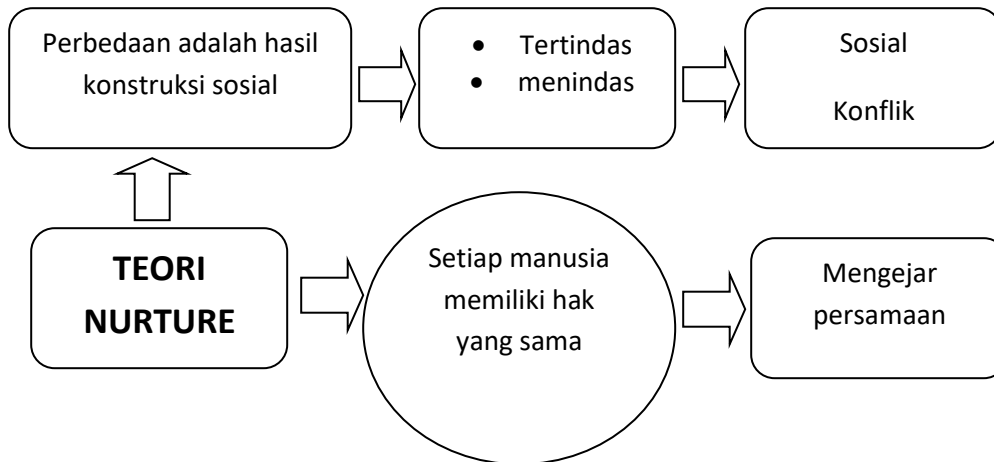 Perbedaan adalah hasil
konstruksi sosial
• Tertindas
• menindas
Sosial
Konflik
TEORI
NURTURE
Setiap manusia
memiliki hak
yang sama
Mengejar
persamaan